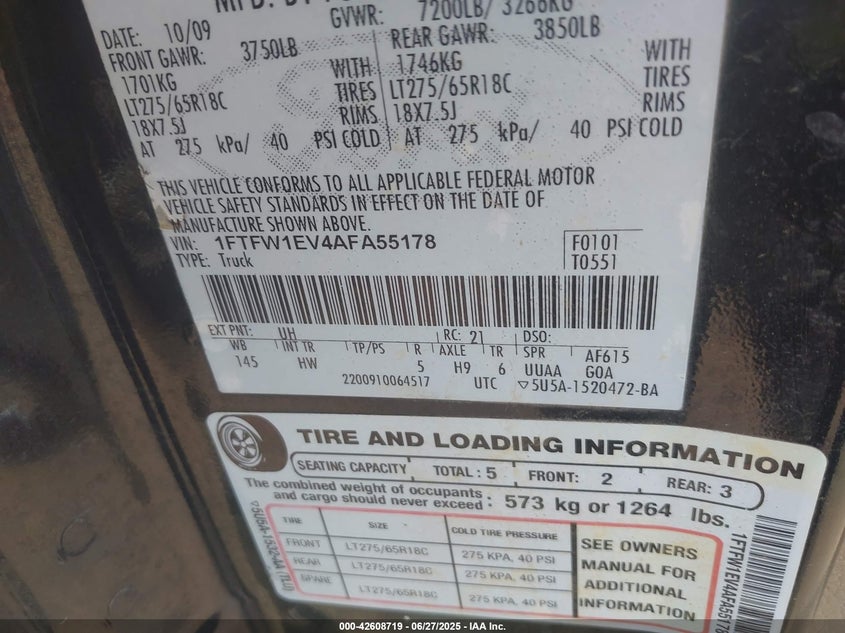 MFD. BY
DATE: 10/09 GVWR: 7200LB/ 3266KG
FRONT GAWR: 3750LB REAR GAWR: 3850LB
1701KG WITH 1746KG WITH
LT275/65R18C TIRES LT275/65R18C TIRES
18X7.5J RIMS 18X7.5J RIMS
AT 275 kPa/ 40 PSI COLD AT 275 kPa/ 40 PSI COLD
THIS VEHICLE CONFORMS TO ALL APPLICABLE FEDERAL MOTOR
VEHICLE SAFETY STANDARDS IN EFFECT ON THE DATE OF
MANUFACTURE SHOWN ABOVE.
VIN: 1FTFW1EV4AFA55178 F0101
TYPE: Truck T0551
EXT PNT: UH RC: 21 DSO:
WB INT TR TP/PS R AXLE TR SPR AF615
145 HW 5 H9 6 UUAA GOA
2200910064517 UTC ▽5U5A-1520472-BA
TIRE AND LOADING INFORMATION
SEATING CAPACITY TOTAL: 5 FRONT: 2 REAR: 3
The combined weight of occupants
and cargo should never exceed: 573 kg or 1264 lbs.
TIRE SIZE COLD TIRE PRESSURE
FRONT LT275/65R18C 275 KPA, 40 PSI
REAR LT275/65R18C 275 KPA, 40 PSI
SPARE LT275/65R18C 275 KPA, 40 PSI
SEE OWNERS
MANUAL FOR
ADDITIONAL
INFORMATION
1FTFW1EV4AFA55178
000-42608719 - 06/27/2025 - IAA Inc.